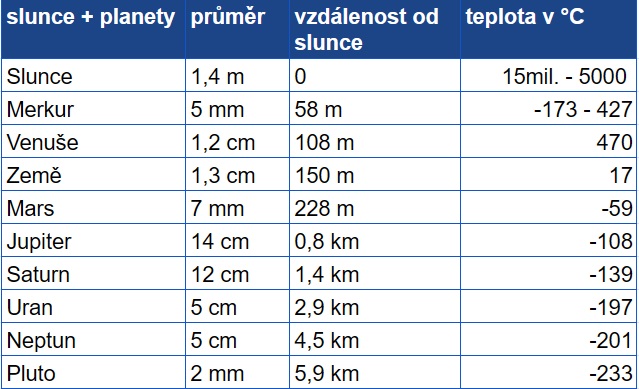 slunce + planety průměr vzdálenost od slunce teplota v °C
Slunce 1,4 m 0 15mil. - 5000
Merkur 5 mm 58 m -173 - 427
Venuše 1,2 cm 108 m 470
Země 1,3 cm 150 m 17
Mars 7 mm 228 m -59
Jupiter 14 cm 0,8 km -108
Saturn 12 cm 1,4 km -139
Uran 5 cm 2,9 km -197
Neptun 5 cm 4,5 km -201
Pluto 2 mm 5,9 km -233